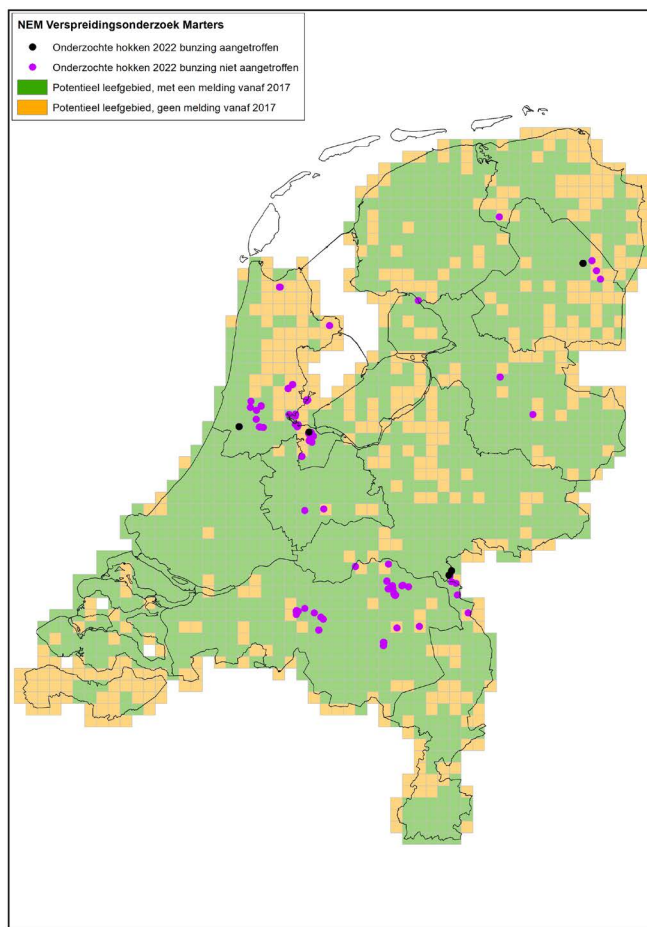 NEM Verspreidingsonderzoek Marters
Onderzochte hokken 2022 bunzing aangetroffen
Onderzochte hokken 2022 bunzing niet aangetroffen
Potentieel leefgebied, met een melding vanaf 2017
Potentieel leefgebied, geen melding vanaf 2017